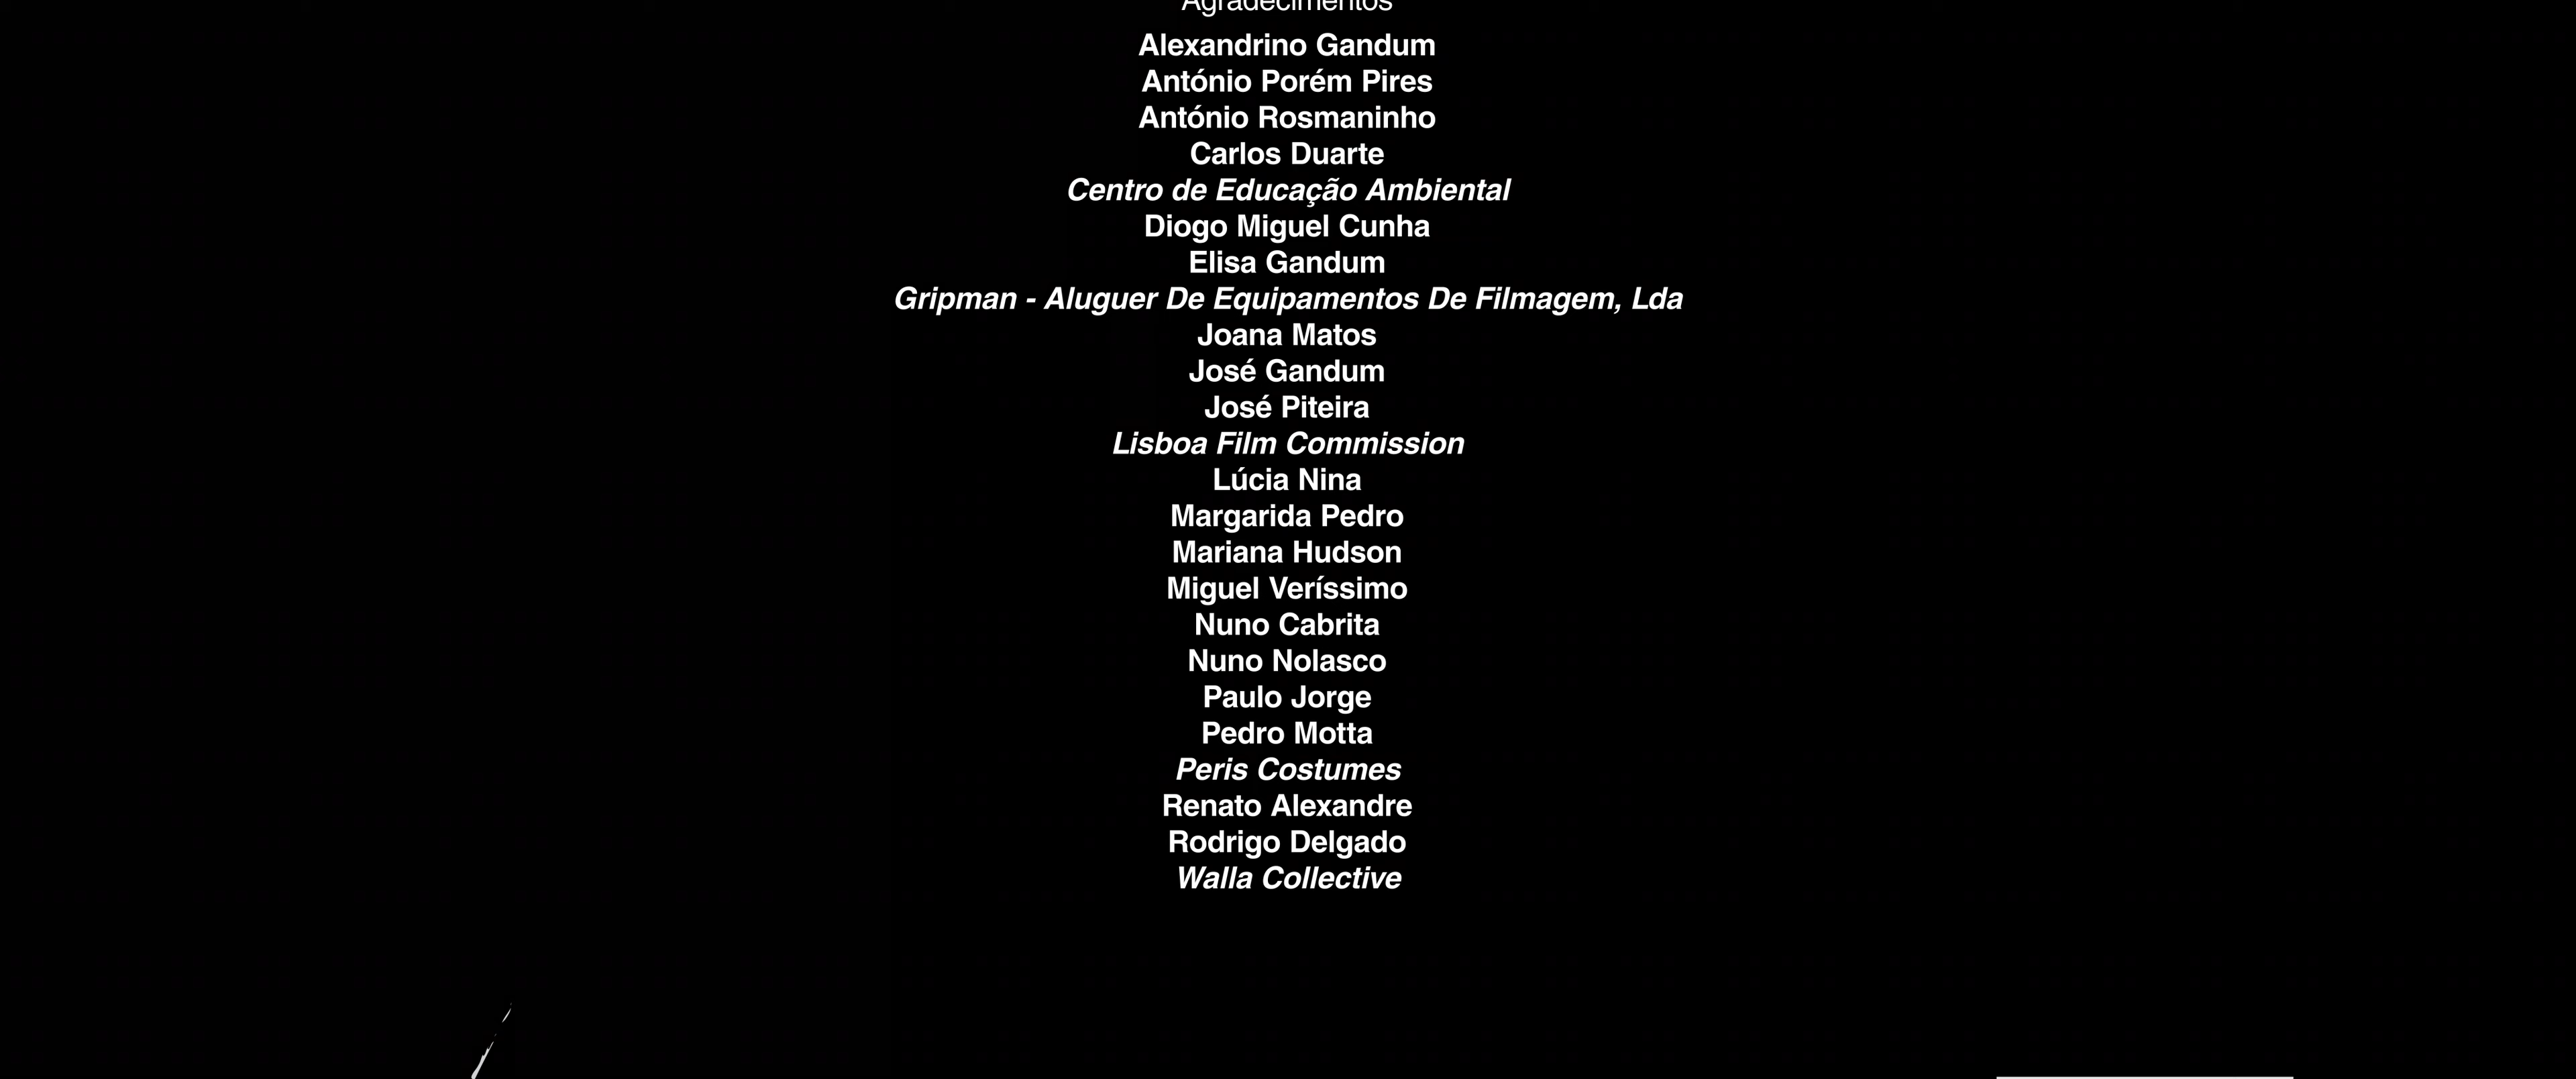 Agradecimentos
Alexandrino Gandum
António Porém Pires
António Rosmaninho
Carlos Duarte
Centro de Educação Ambiental
Diogo Miguel Cunha
Elisa Gandum
Gripman - Aluguer De Equipamentos De Filmagem, Lda
Joana Matos
José Gandum
José Piteira
Lisboa Film Commission
Lúcia Nina
Margarida Pedro
Mariana Hudson
Miguel Veríssimo
Nuno Cabrita
Nuno Nolasco
Paulo Jorge
Pedro Motta
Peris Costumes
Renato Alexandre
Rodrigo Delgado
Walla Collective